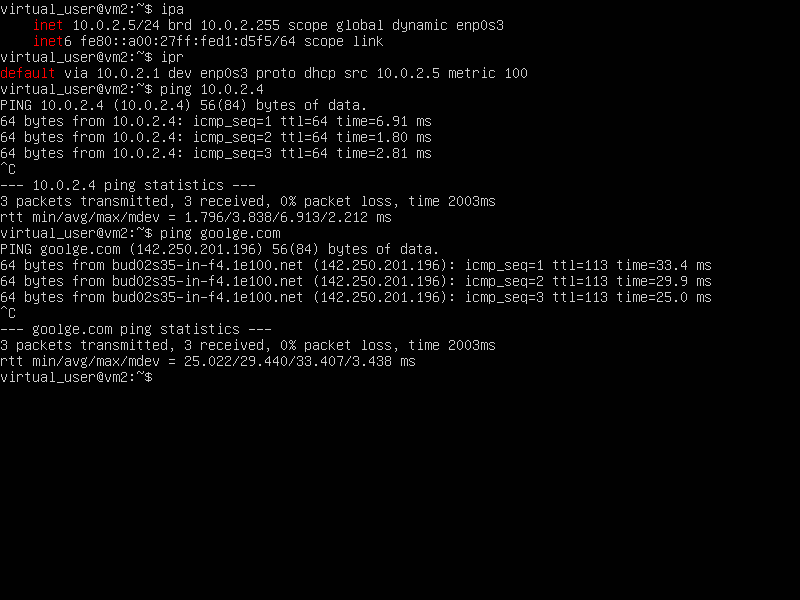 virtual_user@vm2:~$ ipa
inet 10.0.2.5/24 brd 10.0.2.255 scope global dynamic enp0s3
inet6 fe80::a00:27ff:fed1:d5f5/64 scope link
virtual_user@vm2:~$ ipr
default via 10.0.2.1 dev enp0s3 proto dhcp src 10.0.2.5 metric 100
virtual_user@vm2:~$ ping 10.0.2.4
PING 10.0.2.4 (10.0.2.4) 56(84) bytes of data.
64 bytes from 10.0.2.4: icmp_seq=1 ttl=64 time=6.91 ms
64 bytes from 10.0.2.4: icmp_seq=2 ttl=64 time=1.80 ms
64 bytes from 10.0.2.4: icmp_seq=3 ttl=64 time=2.81 ms
^C
--- 10.0.2.4 ping statistics ---
3 packets transmitted, 3 received, 0% packet loss, time 2003ms
rtt min/avg/max/mdev = 1.796/3.838/6.913/2.212 ms
virtual_user@vm2:~$ ping goolge.com
PING goolge.com (142.250.201.196) 56(84) bytes of data.
64 bytes from bud02s35-in-f4.1e100.net (142.250.201.196): icmp_seq=1 ttl=113 time=33.4 ms
64 bytes from bud02s35-in-f4.1e100.net (142.250.201.196): icmp_seq=2 ttl=113 time=29.9 ms
64 bytes from bud02s35-in-f4.1e100.net (142.250.201.196): icmp_seq=3 ttl=113 time=25.0 ms
^C
--- goolge.com ping statistics ---
3 packets transmitted, 3 received, 0% packet loss, time 2003ms
rtt min/avg/max/mdev = 25.022/29.440/33.407/3.438 ms
virtual_user@vm2:~$